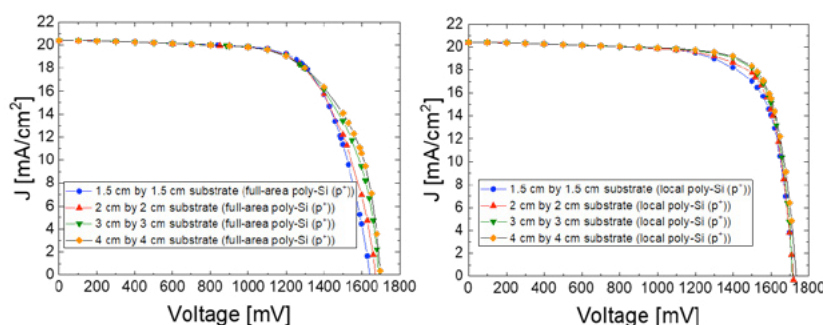 22
20
18
16
14
12
10
8
6
4
2
0
J [mA/cm²]
1.5 cm by 1.5 cm substrate (full-area poly-Si (p⁺))
2 cm by 2 cm substrate (full-area poly-Si (p⁺))
3 cm by 3 cm substrate (full-area poly-Si (p⁺))
4 cm by 4 cm substrate (full-area poly-Si (p⁺))
0 200 400 600 800 1000 1200 1400 1600 1800
Voltage [mV]
22
20
18
16
14
12
10
8
6
4
2
0
J [mA/cm²]
1.5 cm by 1.5 cm substrate (local poly-Si (p⁺))
2 cm by 2 cm substrate (local poly-Si (p⁺))
3 cm by 3 cm substrate (local poly-Si (p⁺))
4 cm by 4 cm substrate (local poly-Si (p⁺))
0 200 400 600 800 1000 1200 1400 1600 1800
Voltage [mV]